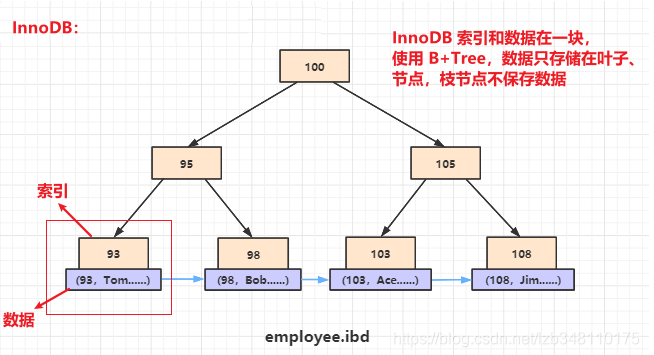 InnoDB:
InnoDB 索引和数据在一块,
使用 B+Tree, 数据只存储在叶子、
节点, 枝节点不保存数据
100
95
105
索引
93
98
103
108
(93, Tom......)
(98, Bob......)
(103, Ace......)
(108, Jim......)
数据
employee.ibd
https://blog.csdn.net/lzb348110175